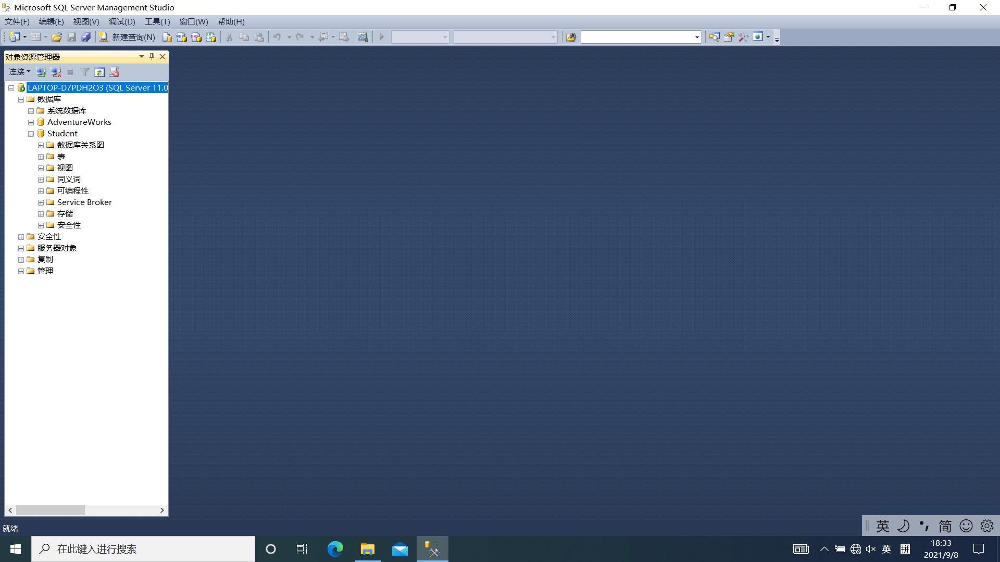 Microsoft SQL Server Management Studio
文件(F) 编辑(E) 视图(V) 调试(D) 工具(T) 窗口(W) 帮助(H)
新建查询(N)
对象资源管理器
连接
LAPTOP-D7PDH2O3 (SQL Server 11.0
数据库
系统数据库
AdventureWorks
Student
数据库关系图
表
视图
同义词
可编程性
Service Broker
存储
安全性
安全性
服务器对象
复制
管理
就绪
英 简
在此键入进行搜索
英 拼
18:33
2021/9/8